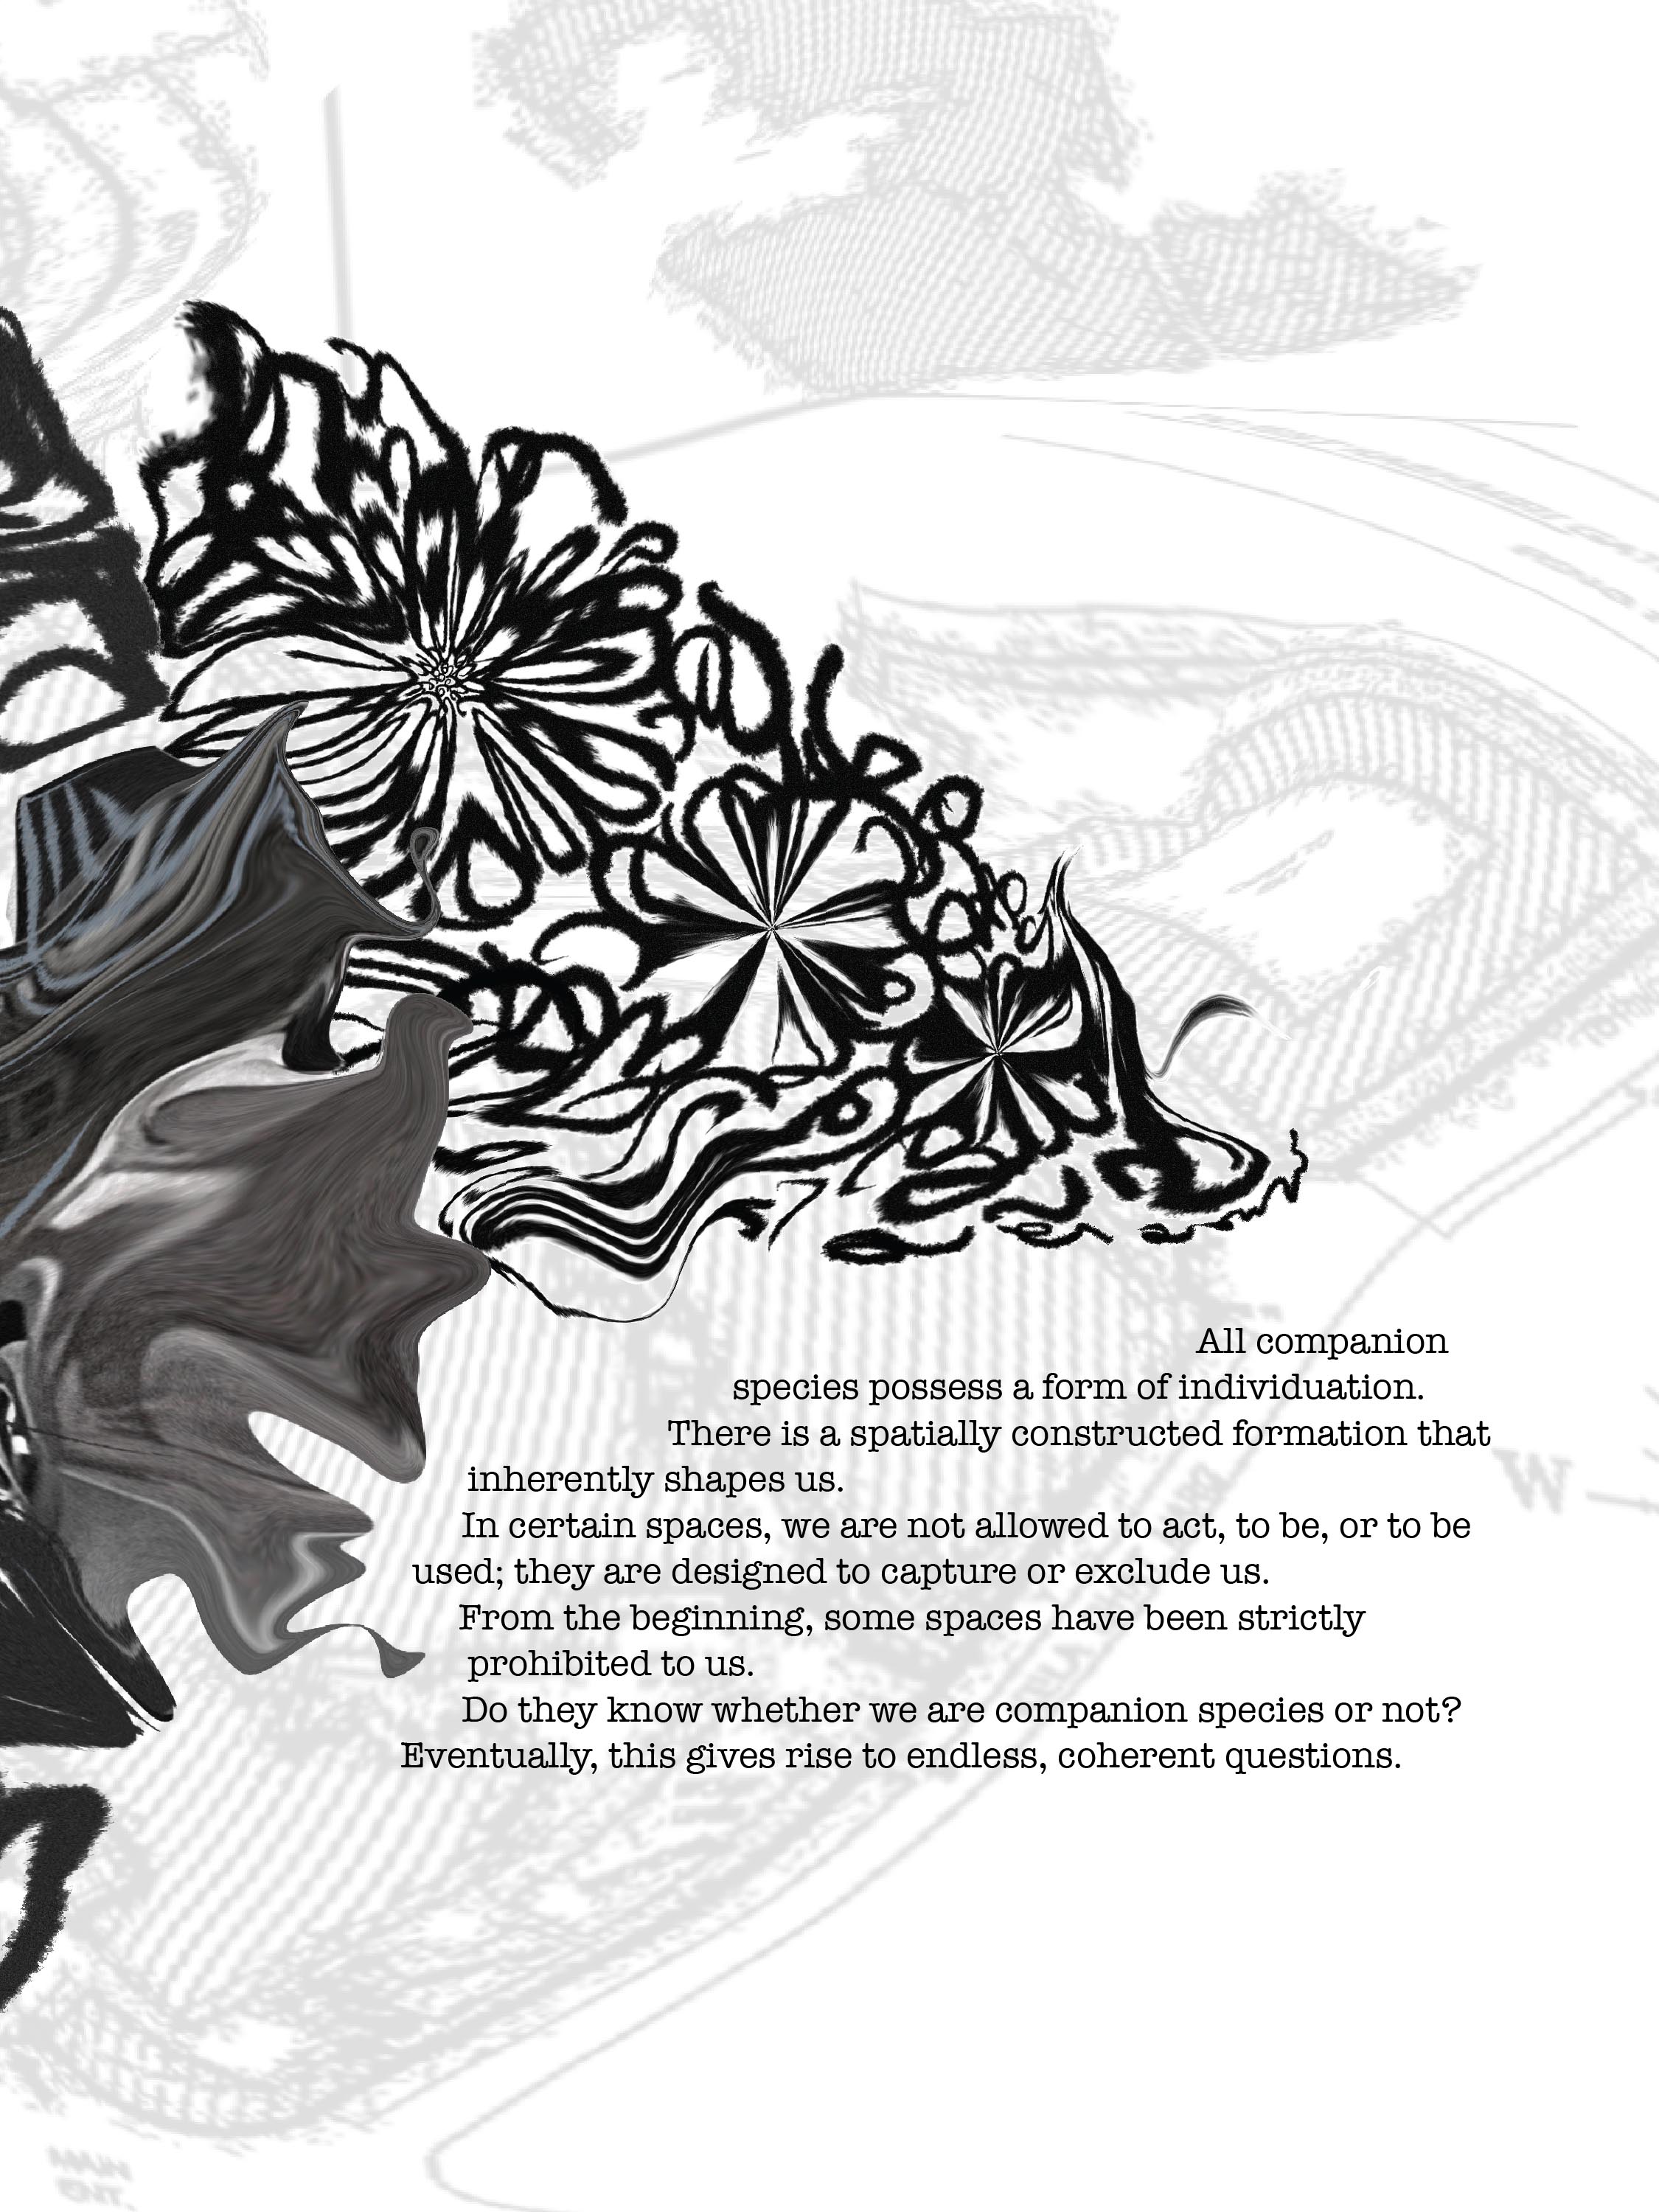 All companion
species possess a form of individuation.
There is a spatially constructed formation that
inherently shapes us.
In certain spaces, we are not allowed to act, to be, or to be
used; they are designed to capture or exclude us.
From the beginning, some spaces have been strictly
prohibited to us.
Do they know whether we are companion species or not?
Eventually, this gives rise to endless, coherent questions.
W
MAIN
ENT.